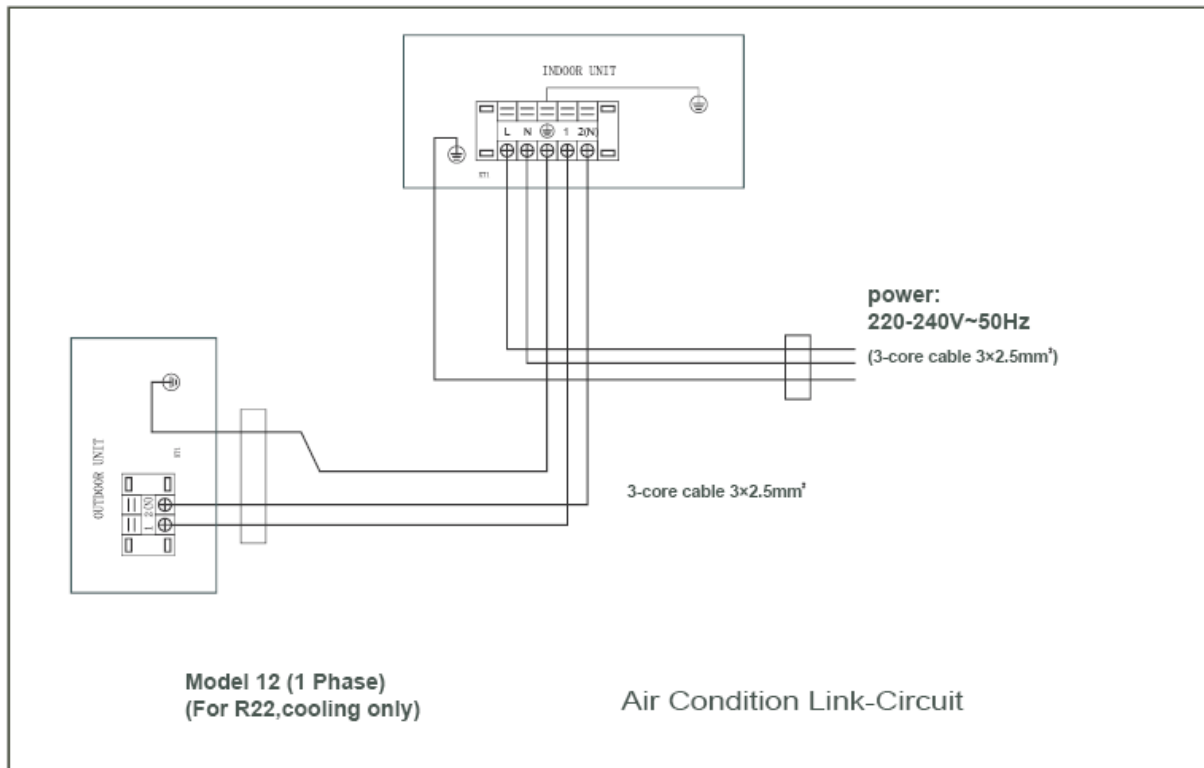 INDOOR UNIT
L N 1 2(N)
power:
220-240V~50Hz
(3-core cable 3×2.5mm²)
OUTDOOR UNIT
1 2(N)
3-core cable 3×2.5mm²
Model 12 (1 Phase)
(For R22,cooling only)
Air Condition Link-Circuit